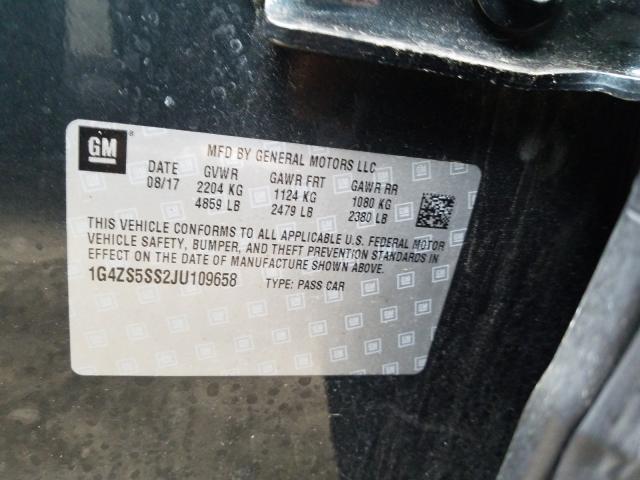 GM ®
MFD BY GENERAL MOTORS LLC
DATE GVWR GAWR FRT GAWR RR
08/17 2204 KG 1124 KG 1080 KG
4859 LB 2479 LB 2380 LB
THIS VEHICLE CONFORMS TO ALL APPLICABLE U.S. FEDERAL MOTOR
VEHICLE SAFETY, BUMPER, AND THEFT PREVENTION STANDARDS IN
EFFECT ON THE DATE OF MANUFACTURE SHOWN ABOVE.
1G4ZS5SS2JU109658 TYPE: PASS CAR